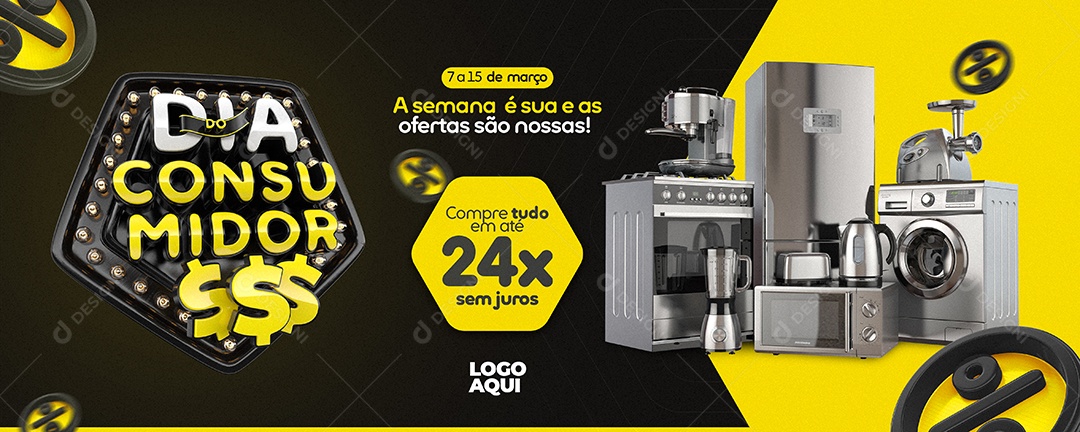 DIA
DO
CONSU
MIDOR
$$$
7 a 15 de março
A semana é sua e as
ofertas são nossas!
Compre tudo
em até
24x
sem juros
LOGO
AQUI
DESIGNI